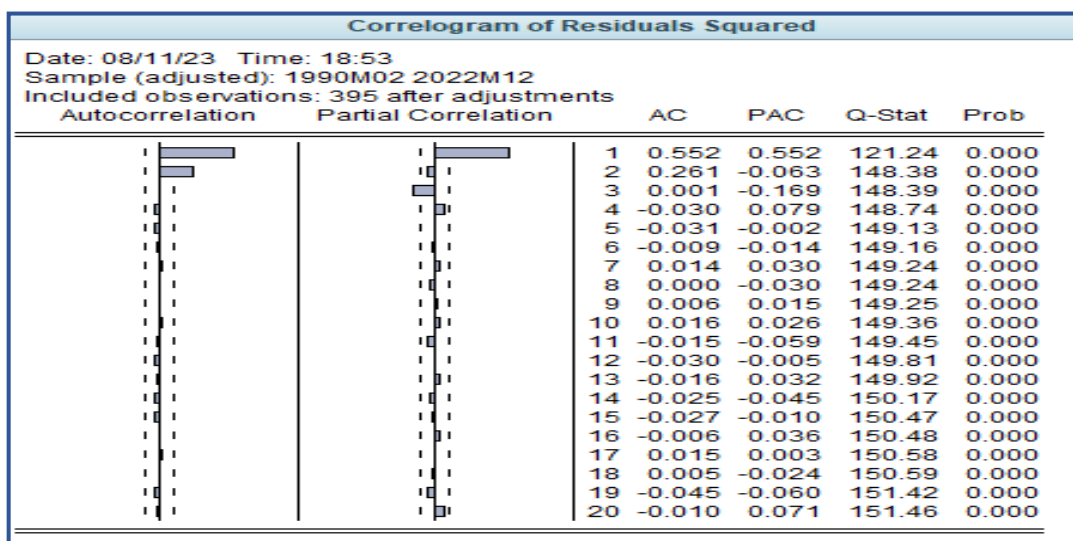 Correlogram of Residuals Squared
Date: 08/11/23 Time: 18:53
Sample (adjusted): 1990M02 2022M12
Included observations: 395 after adjustments
Autocorrelation Partial Correlation AC PAC Q-Stat Prob
1 0.552 0.552 121.24 0.000
2 0.261 -0.063 148.38 0.000
3 0.001 -0.169 148.39 0.000
4 -0.030 0.079 148.74 0.000
5 -0.031 -0.002 149.13 0.000
6 -0.009 -0.014 149.16 0.000
7 0.014 0.030 149.24 0.000
8 0.000 -0.030 149.24 0.000
9 0.006 0.015 149.25 0.000
10 0.016 0.026 149.36 0.000
11 -0.015 -0.059 149.45 0.000
12 -0.030 -0.005 149.81 0.000
13 -0.016 0.032 149.92 0.000
14 -0.025 -0.045 150.17 0.000
15 -0.027 -0.010 150.47 0.000
16 -0.006 0.036 150.48 0.000
17 0.015 0.003 150.58 0.000
18 0.005 -0.024 150.59 0.000
19 -0.045 -0.060 151.42 0.000
20 -0.010 0.071 151.46 0.000